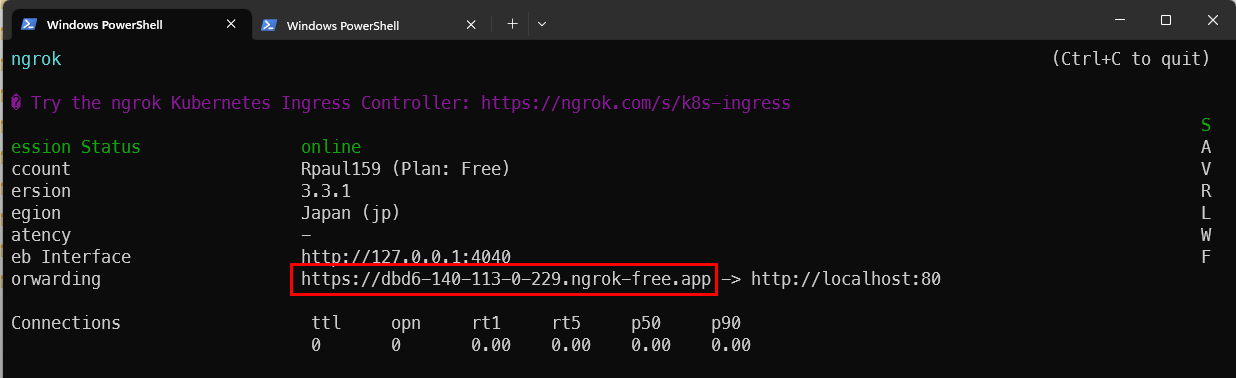 Windows PowerShell Windows PowerShell
ngrok (Ctrl+C to quit)
� Try the ngrok Kubernetes Ingress Controller: https://ngrok.com/s/k8s-ingress
S
ession Status online A
ccount Rpaul159 (Plan: Free) V
ersion 3.3.1 R
egion Japan (jp) L
atency - W
eb Interface http://127.0.0.1:4040 F
orwarding https://dbd6-140-113-0-229.ngrok-free.app -> http://localhost:80
Connections ttl opn rt1 rt5 p50 p90
0 0 0.00 0.00 0.00 0.00